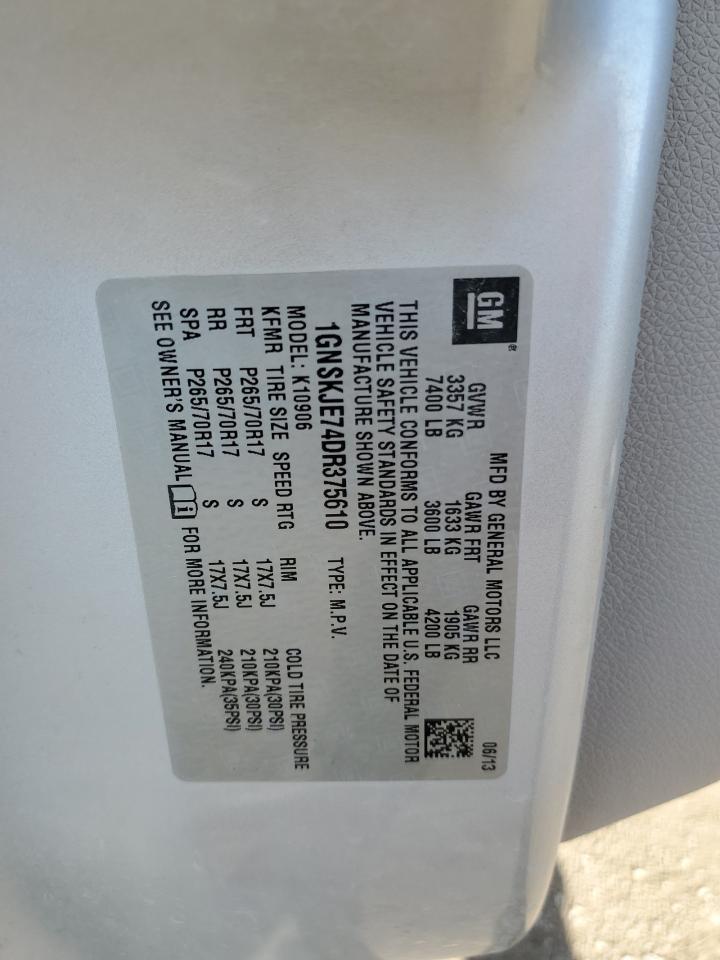 GM®
MFD BY GENERAL MOTORS LLC 06/13
GVWR GAWR FRT GAWR RR
3357 KG 1633 KG 1905 KG
7400 LB 3600 LB 4200 LB
THIS VEHICLE CONFORMS TO ALL APPLICABLE U.S. FEDERAL MOTOR
VEHICLE SAFETY STANDARDS IN EFFECT ON THE DATE OF
MANUFACTURE SHOWN ABOVE.
1GNSKJE74DR375610 TYPE: M.P.V.
MODEL: K10906
KFMR TIRE SIZE SPEED RTG RIM COLD TIRE PRESSURE
FRT P265/70R17 S 17X7.5J 210KPA(30PSI)
RR P265/70R17 S 17X7.5J 210KPA(30PSI)
SPA P265/70R17 S 17X7.5J 240KPA(35PSI)
SEE OWNER'S MANUAL i FOR MORE INFORMATION.